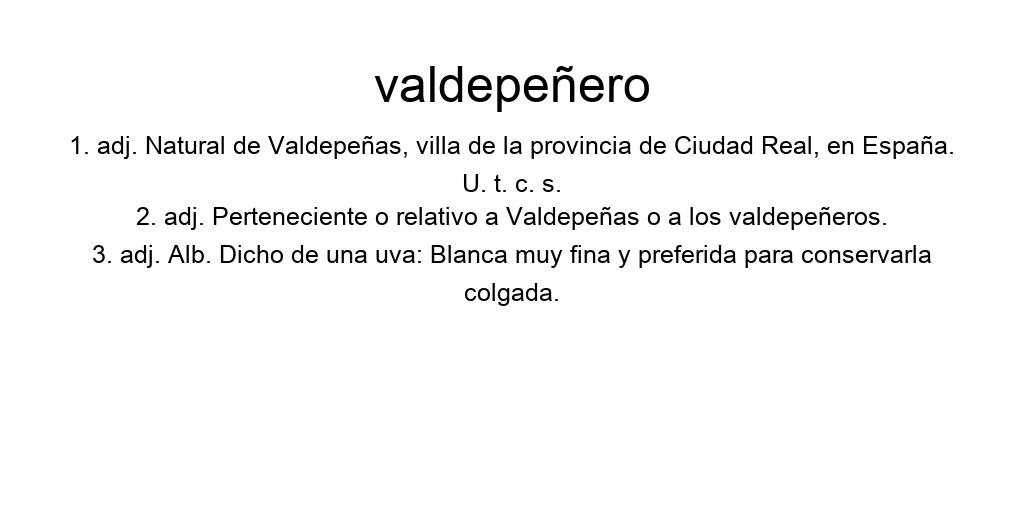 valdepeñero
1. adj. Natural de Valdepeñas, villa de la provincia de Ciudad Real, en España.
U. t. c. s.
2. adj. Perteneciente o relativo a Valdepeñas o a los valdepeñeros.
3. adj. Alb. Dicho de una uva: Blanca muy fina y preferida para conservarla
colgada.